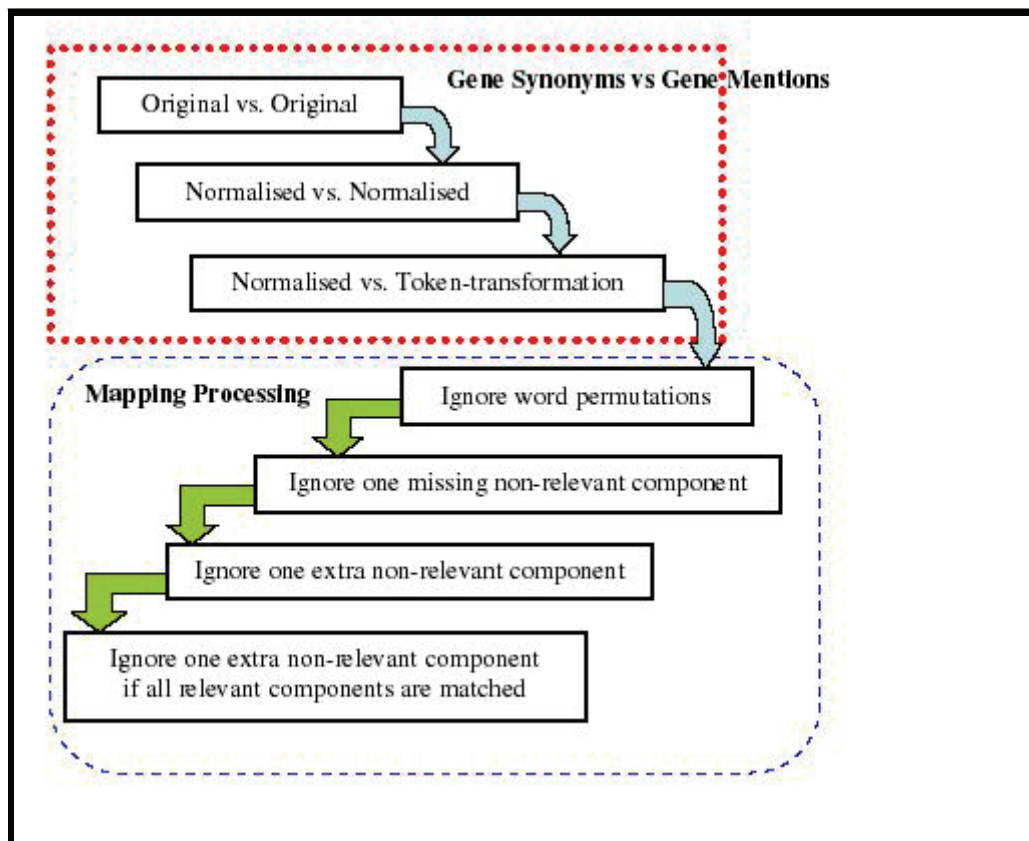 Gene Synonyms vs Gene Mentions
Original vs. Original
Normalised vs. Normalised
Normalised vs. Token-transformation
Mapping Processing
Ignore word permutations
Ignore one missing non-relevant component
Ignore one extra non-relevant component
Ignore one extra non-relevant component
if all relevant components are matched